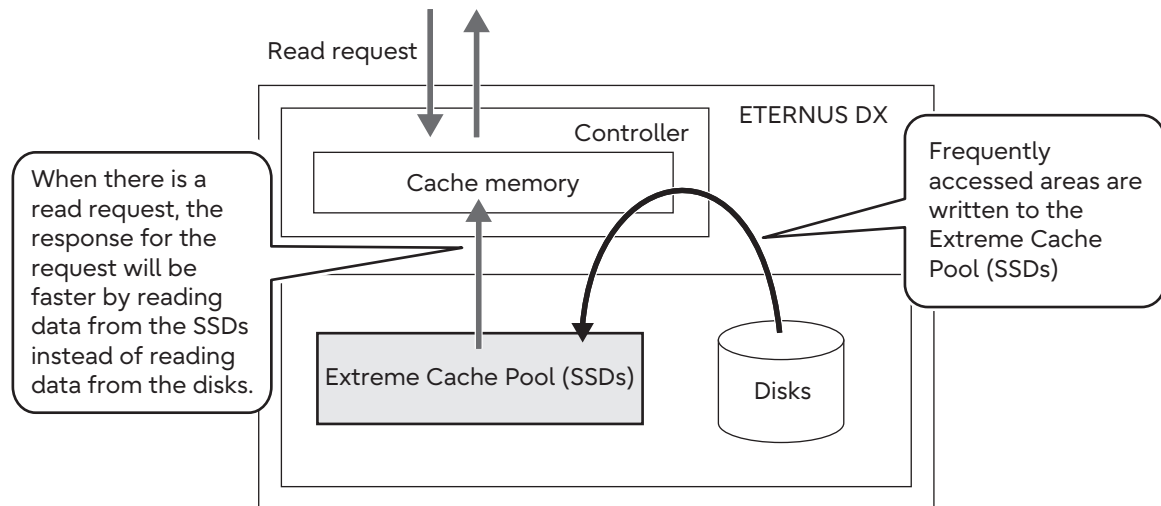 Read request
ETERNUS DX
Controller
Cache memory
When there is a
read request, the
response for the
request will be
faster by reading
data from the SSDs
instead of reading
data from the disks.
Frequently
accessed areas are
written to the
Extreme Cache
Pool (SSDs)
Extreme Cache Pool (SSDs)
Disks